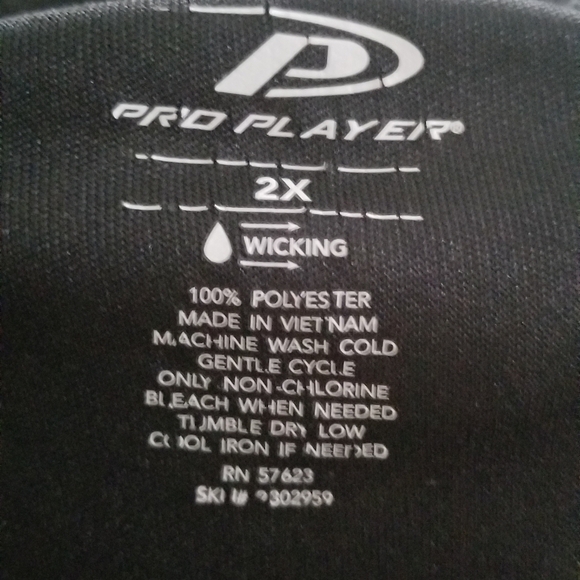 PRO PLAYER®
2X
WICKING
100% POLYESTER
MADE IN VIETNAM
MACHINE WASH COLD
GENTLE CYCLE
ONLY NON-CHLORINE
BLEACH WHEN NEEDED
TUMBLE DRY LOW
COOL IRON IF NEEDED
RN 57623
SKU#